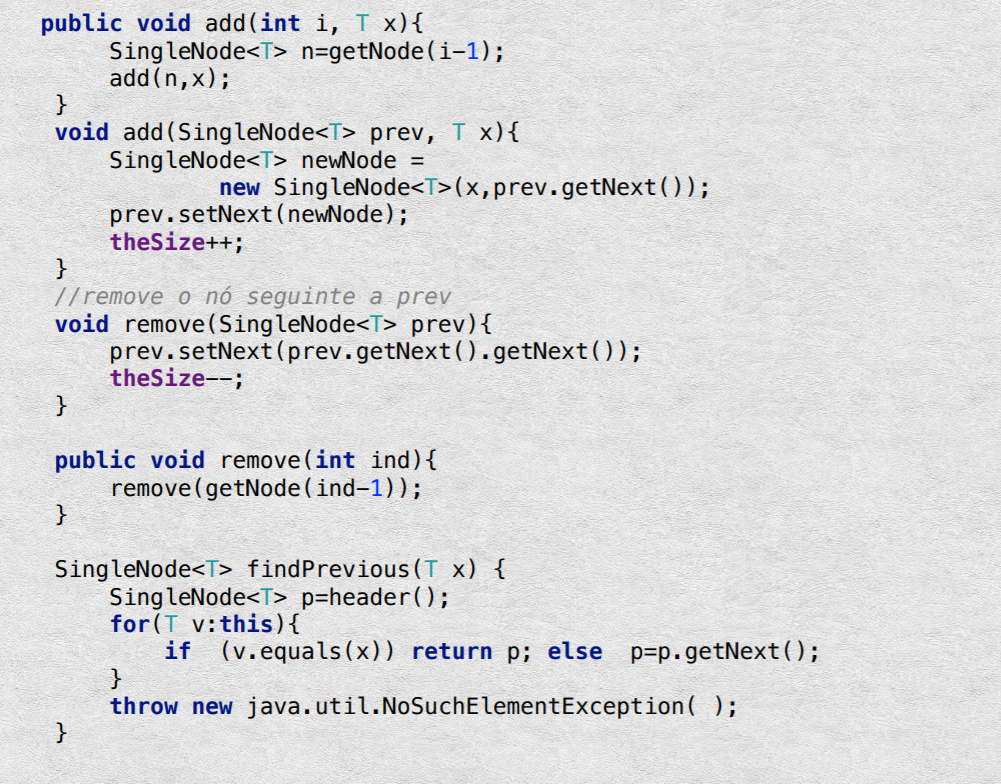 public void add(int i, T x){
SingleNode<T> n=getNode(i-1);
add(n,x);
}
void add(SingleNode<T> prev, T x){
SingleNode<T> newNode =
new SingleNode<T>(x,prev.getNext());
prev.setNext(newNode);
theSize++;
}
//remove o nó seguinte a prev
void remove(SingleNode<T> prev){
prev.setNext(prev.getNext().getNext());
theSize--;
}
public void remove(int ind){
remove(getNode(ind-1));
}
SingleNode<T> findPrevious(T x) {
SingleNode<T> p=header();
for(T v:this){
if (v.equals(x)) return p; else p=p.getNext();
}
throw new java.util.NoSuchElementException( );
}